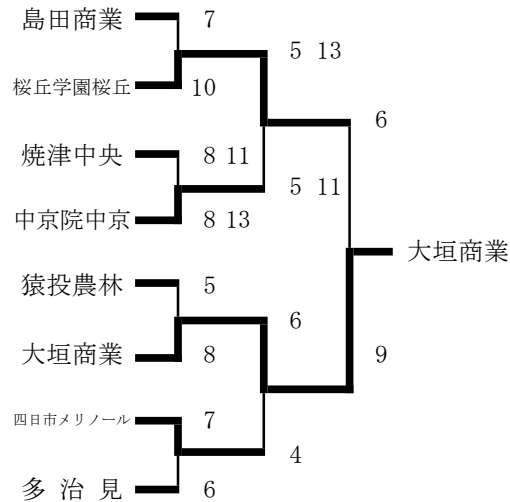 島田商業 7
5 13
桜丘学園桜丘 10
6
焼津中央 8 11
5 11
中京院中京 8 13
大垣商業
猿投農林 5
6
大垣商業 8
9
四日市メリノール 7
4
多治見 6